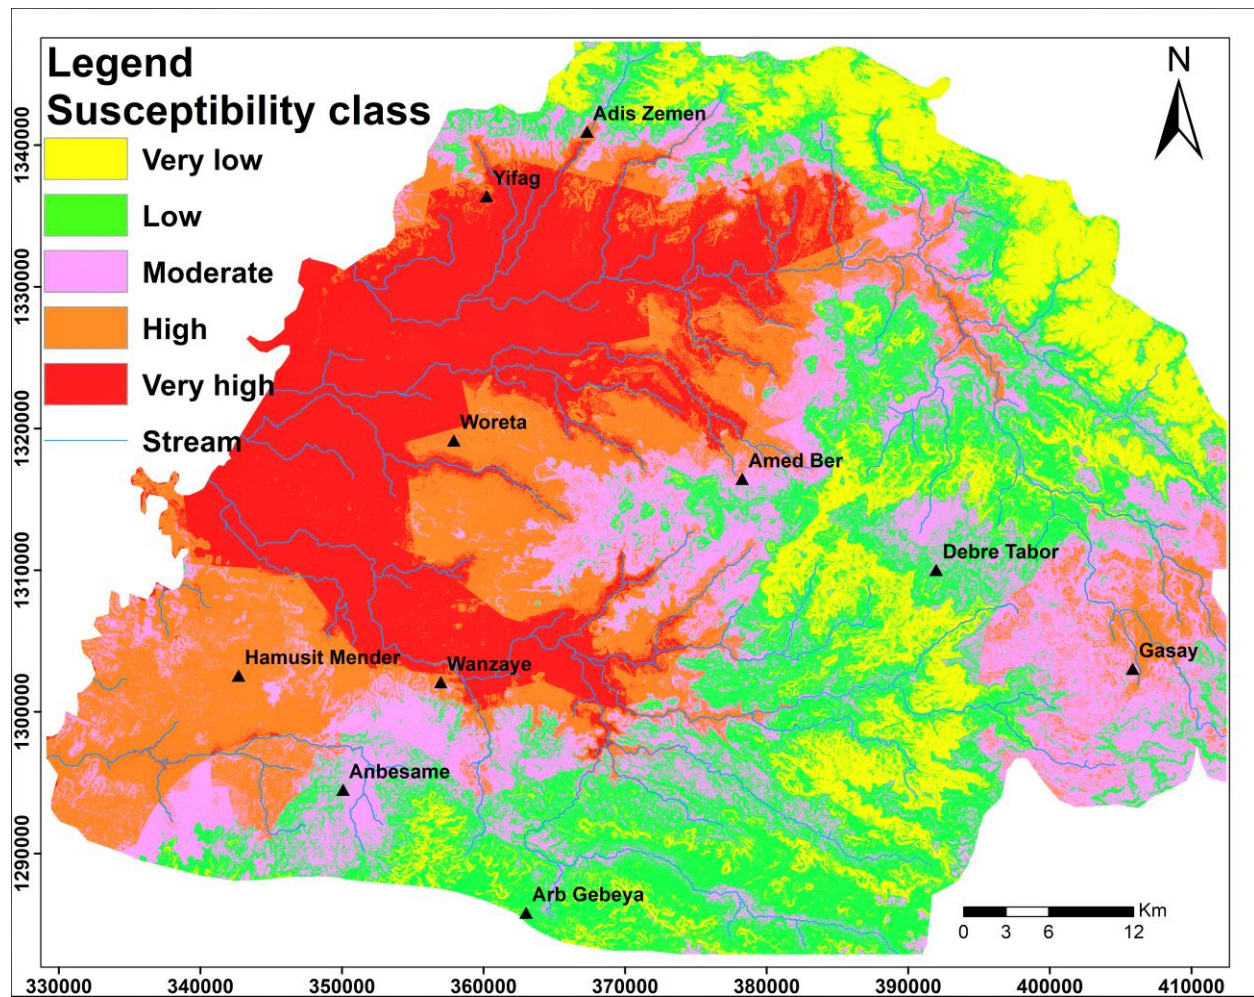 Legend
Susceptibility class
Very low
Low
Moderate
High
Very high
Stream
N
Adis Zemen
Yifag
Woreta
Amed Ber
Debre Tabor
Hamusit Mender
Wanzaye
Gasay
Anbesame
Arb Gebeya
Km
0 3 6 12
1340000
1330000
1320000
1310000
1300000
1290000
330000 340000 350000 360000 370000 380000 390000 400000 410000